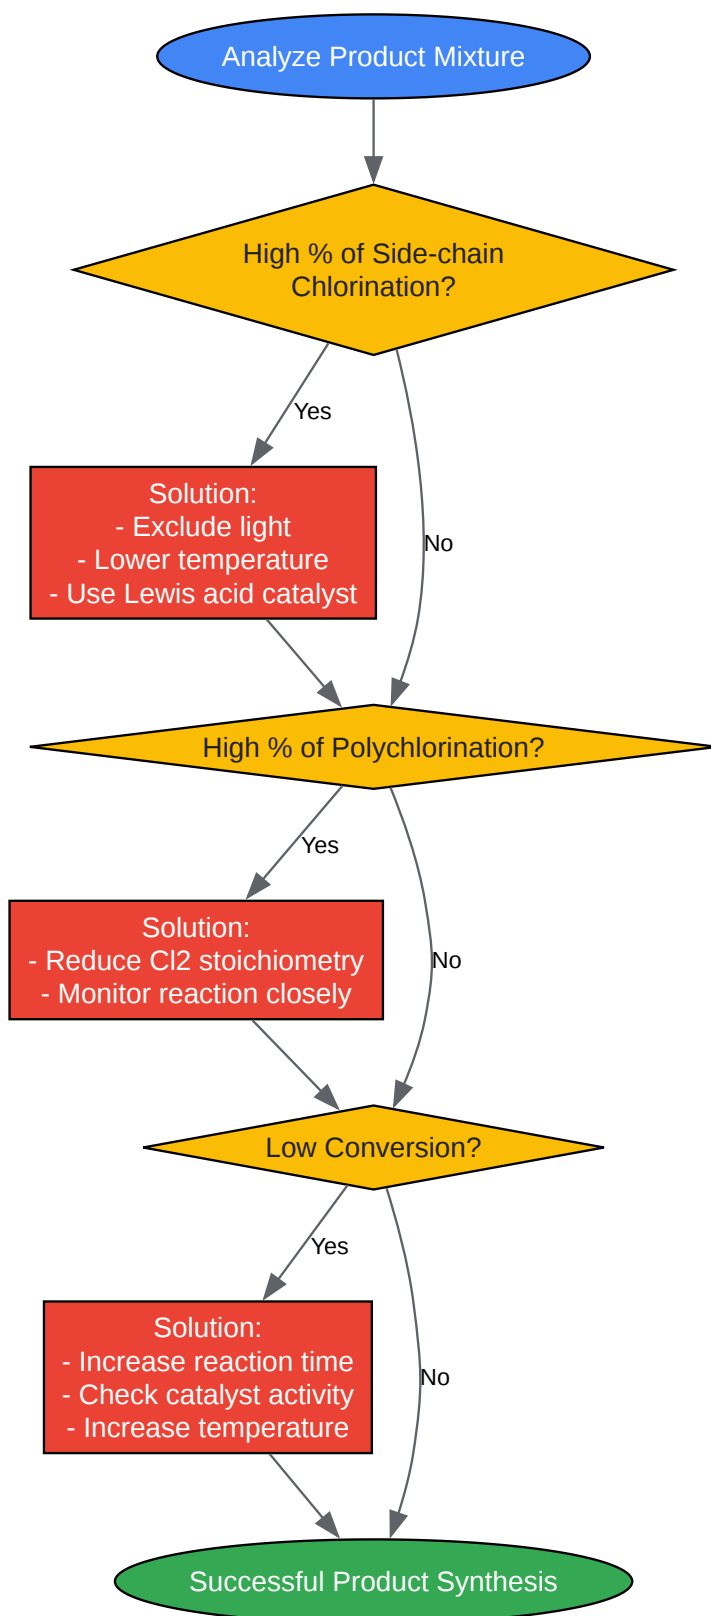 Analyze Product Mixture
High % of Side-chain
Chlorination?
Yes
Solution:
- Exclude light
- Lower temperature
- Use Lewis acid catalyst
No
High % of Polychlorination?
Yes
Solution:
- Reduce Cl2 stoichiometry
- Monitor reaction closely
No
Low Conversion?
Yes
Solution:
- Increase reaction time
- Check catalyst activity
- Increase temperature
No
Successful Product Synthesis